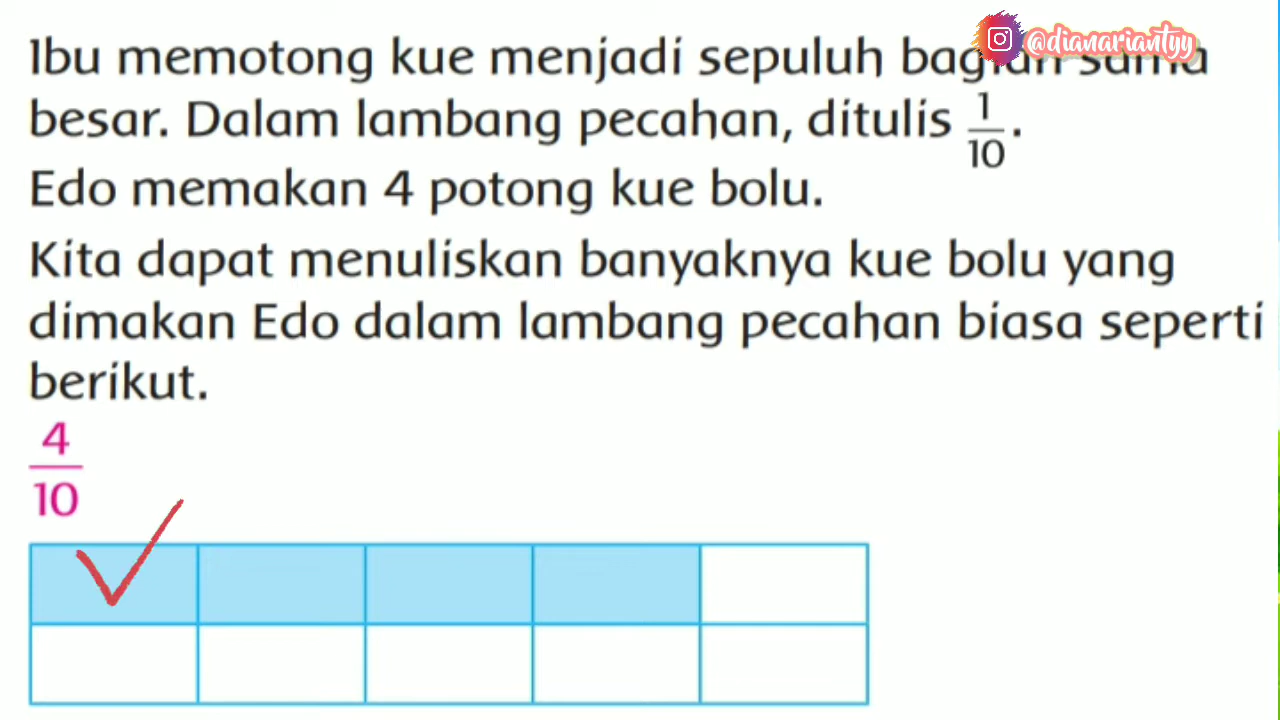 Ibu memotong kue menjadi sepuluh bagian sama
@dianariantyy
besar. Dalam lambang pecahan, ditulis 1/10.
Edo memakan 4 potong kue bolu.
Kita dapat menuliskan banyaknya kue bolu yang
dimakan Edo dalam lambang pecahan biasa seperti
berikut.
4/10